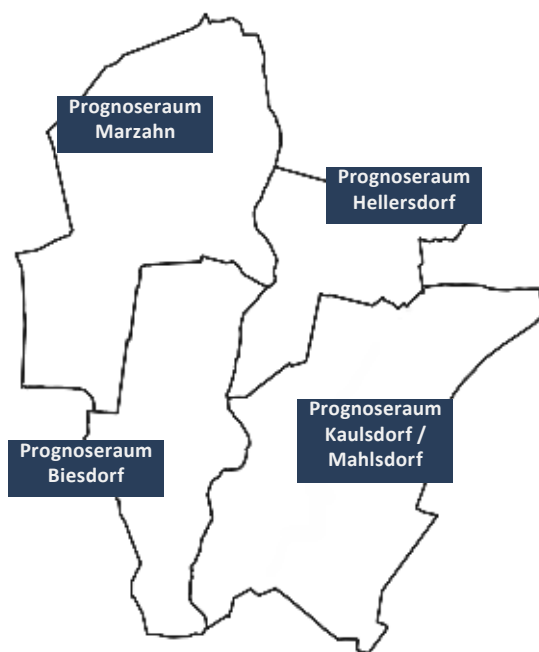 Prognoseraum
Marzahn
Prognoseraum
Hellersdorf
Prognoseraum
Kaulsdorf /
Mahlsdorf
Prognoseraum
Biesdorf